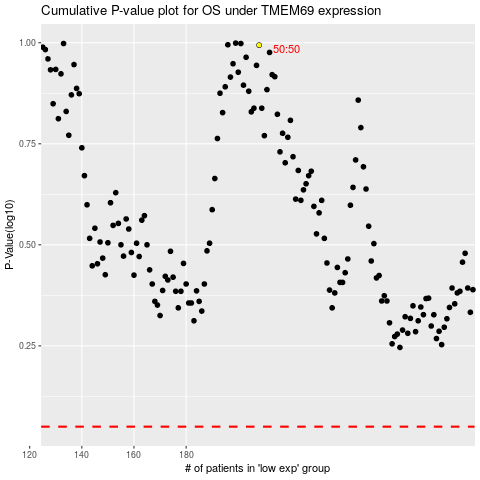 Cumulative P-value plot for OS under TMEM69 expression
1.00
50:50
0.75
P-Value(log10)
0.50
0.25
120 140 160 180
# of patients in 'low exp' group